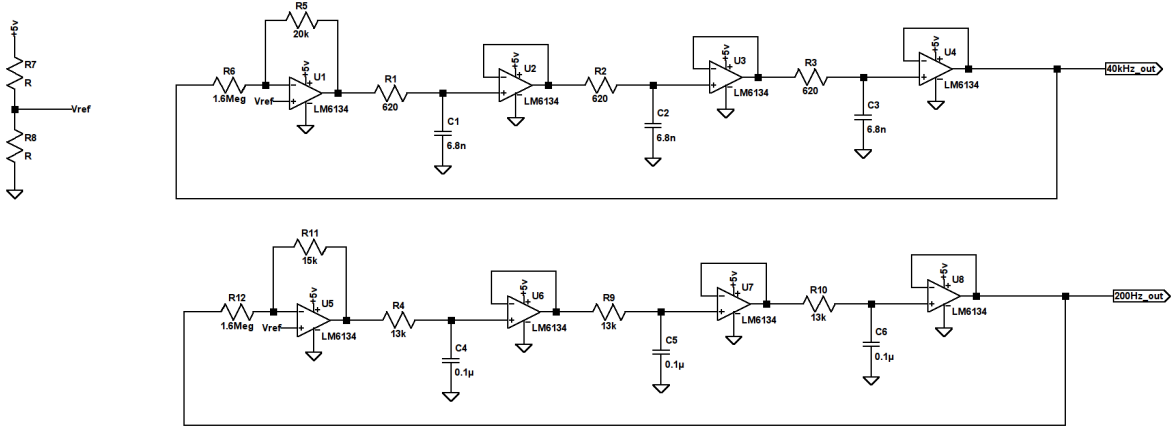 +5v
R7
R
Vref
R8
R
R5
20k
R6
1.6Meg
+5v
U1
Vref
LM6134
R1
620
C1
6.8n
+5v
U2
LM6134
R2
620
C2
6.8n
+5v
U3
LM6134
R3
620
C3
6.8n
+5v
U4
LM6134
40kHz_out
R11
15k
R12
1.6Meg
+5v
U5
Vref
LM6134
R4
13k
C4
0.1µ
+5v
U6
LM6134
R9
13k
C5
0.1µ
+5v
U7
LM6134
R10
13k
C6
0.1µ
+5v
U8
LM6134
200Hz_out